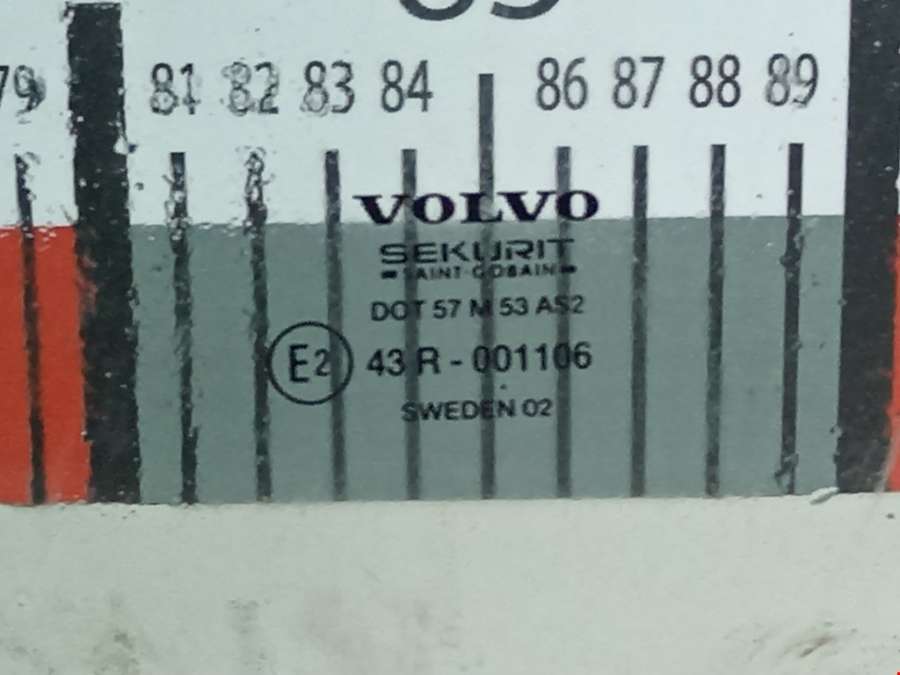 79 81 82 83 84 86 87 88 89
VOLVO
SEKURIT
SAINT-GOBAIN
DOT 57 M 53 AS2
E2 43 R - 001106
SWEDEN 02